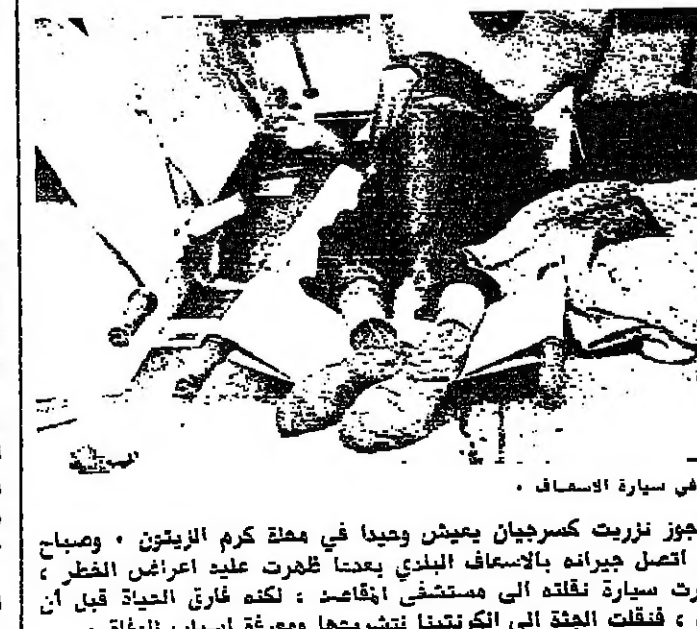 في سيارة الاسعاف .
جوز نزريت كسرجيان يعيش وحيدا في محلة كرم الزيتون . وصباح
اتصل جيرانه بالاسعاف البلدي بعدما ظهرت عليه اعراض الخطر ،
رت سيارة نقلته الى مستشفى المقاصد ، لكنه فارق الحياة قبل أن
، فنقلت الجثة الى الكرنتينا لتشريحها ومعرفة اسباب الوفاة .